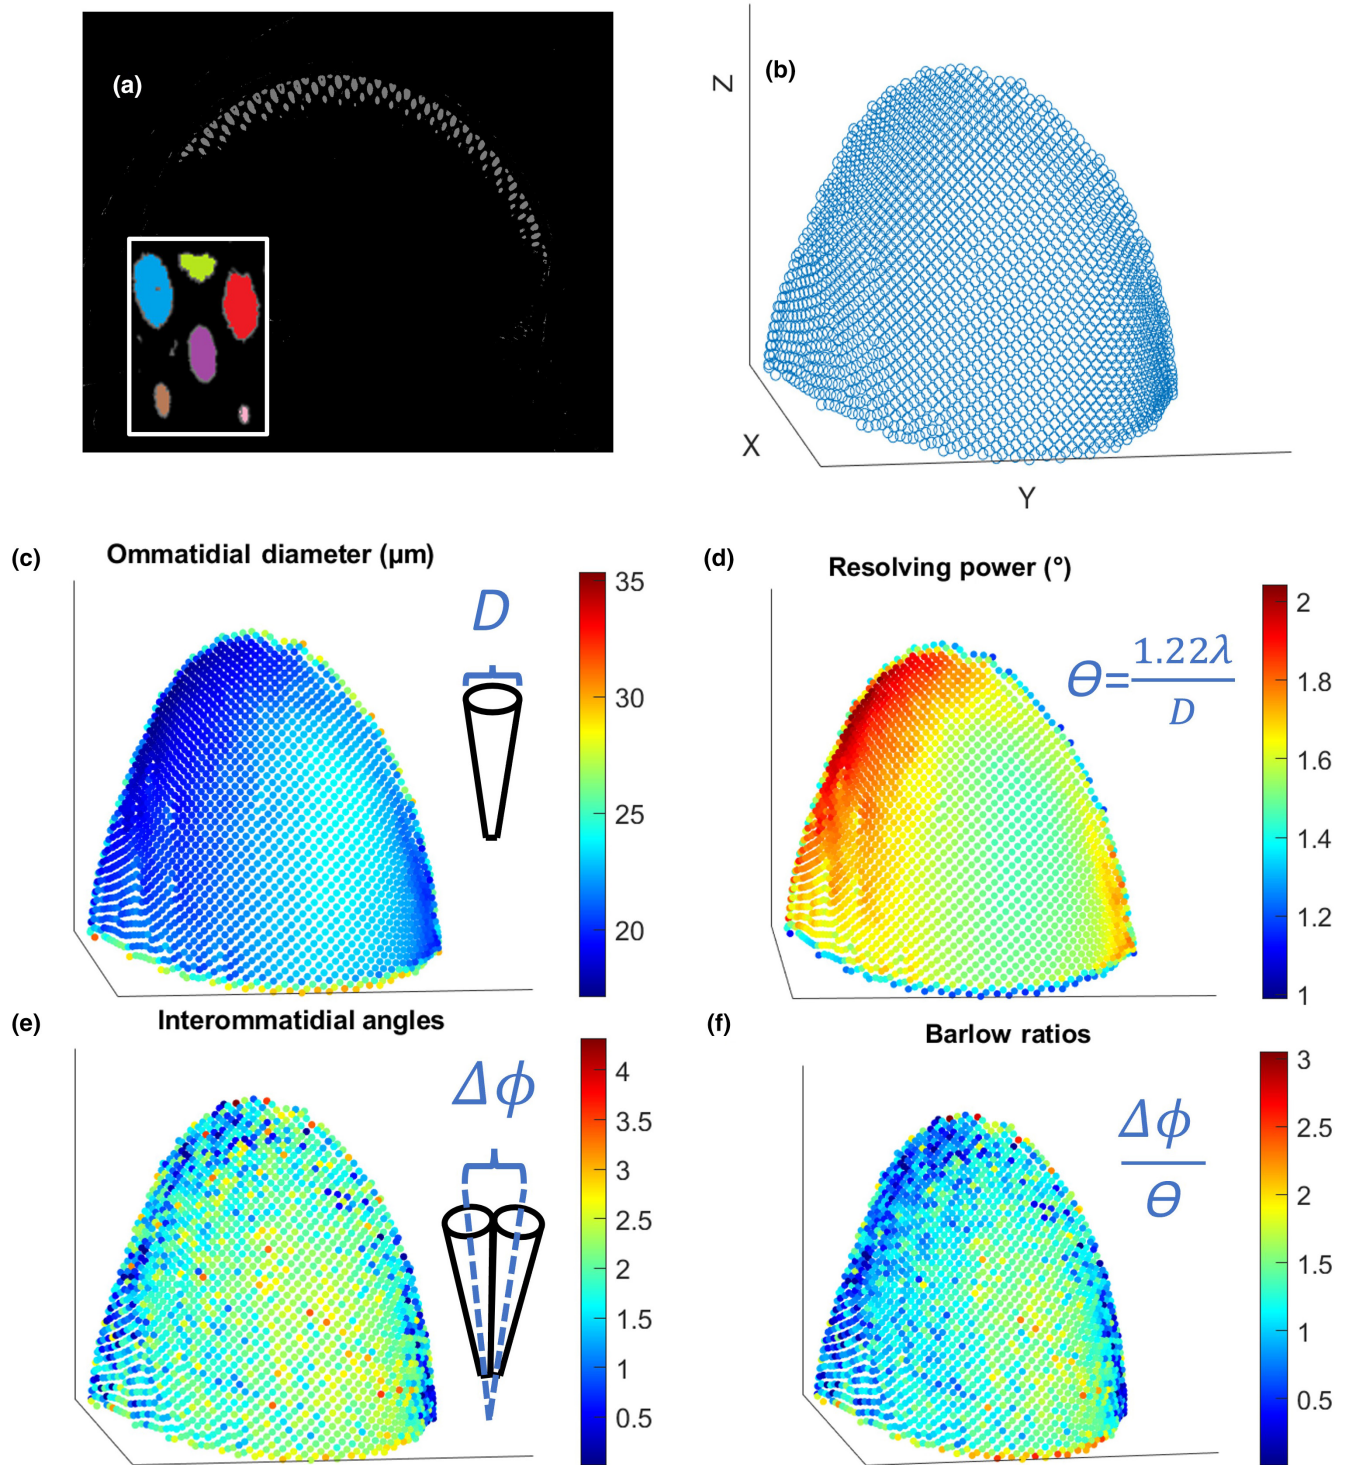 (a)
(b)
Z
X
Y
(c)
Ommatidial diameter (µm)
D
35
30
25
20
(d)
Resolving power (°)
ϴ=1.22λ/D
2
1.8
1.6
1.4
1.2
1
(e)
Interommatidial angles
Δϕ
4
3.5
3
2.5
2
1.5
1
0.5
(f)
Barlow ratios
Δϕ
ϴ
3
2.5
2
1.5
1
0.5